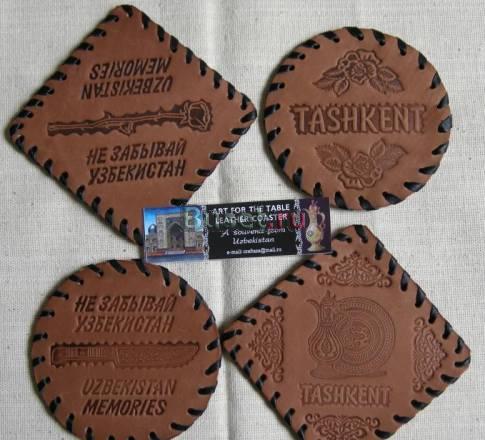 UZBEKISTAN
MEMORIES
НЕ ЗАБЫВАЙ
УЗБЕКИСТАН
TASHKENT
ART FOR THE TABLE
LEATHER COASTER
A souvenir from
Uzbekistan
НЕ ЗАБЫВАЙ
УЗБЕКИСТАН
UZBEKISTAN
MEMORIES
TASHKENT